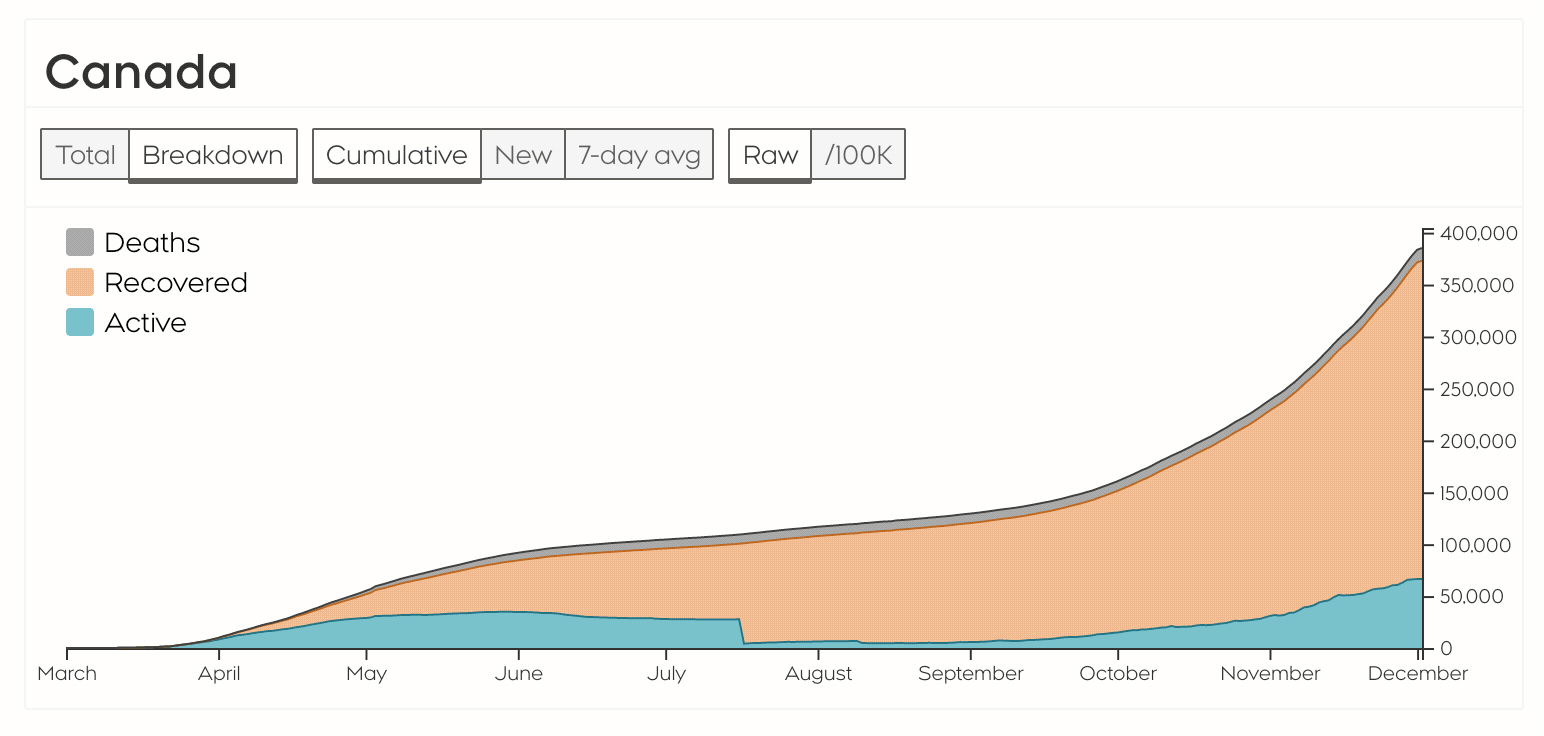 Canada
Total Breakdown Cumulative New 7-day avg Raw /100K
Deaths
Recovered
Active
400,000
350,000
300,000
250,000
200,000
150,000
100,000
50,000
0
March April May June July August September October November December